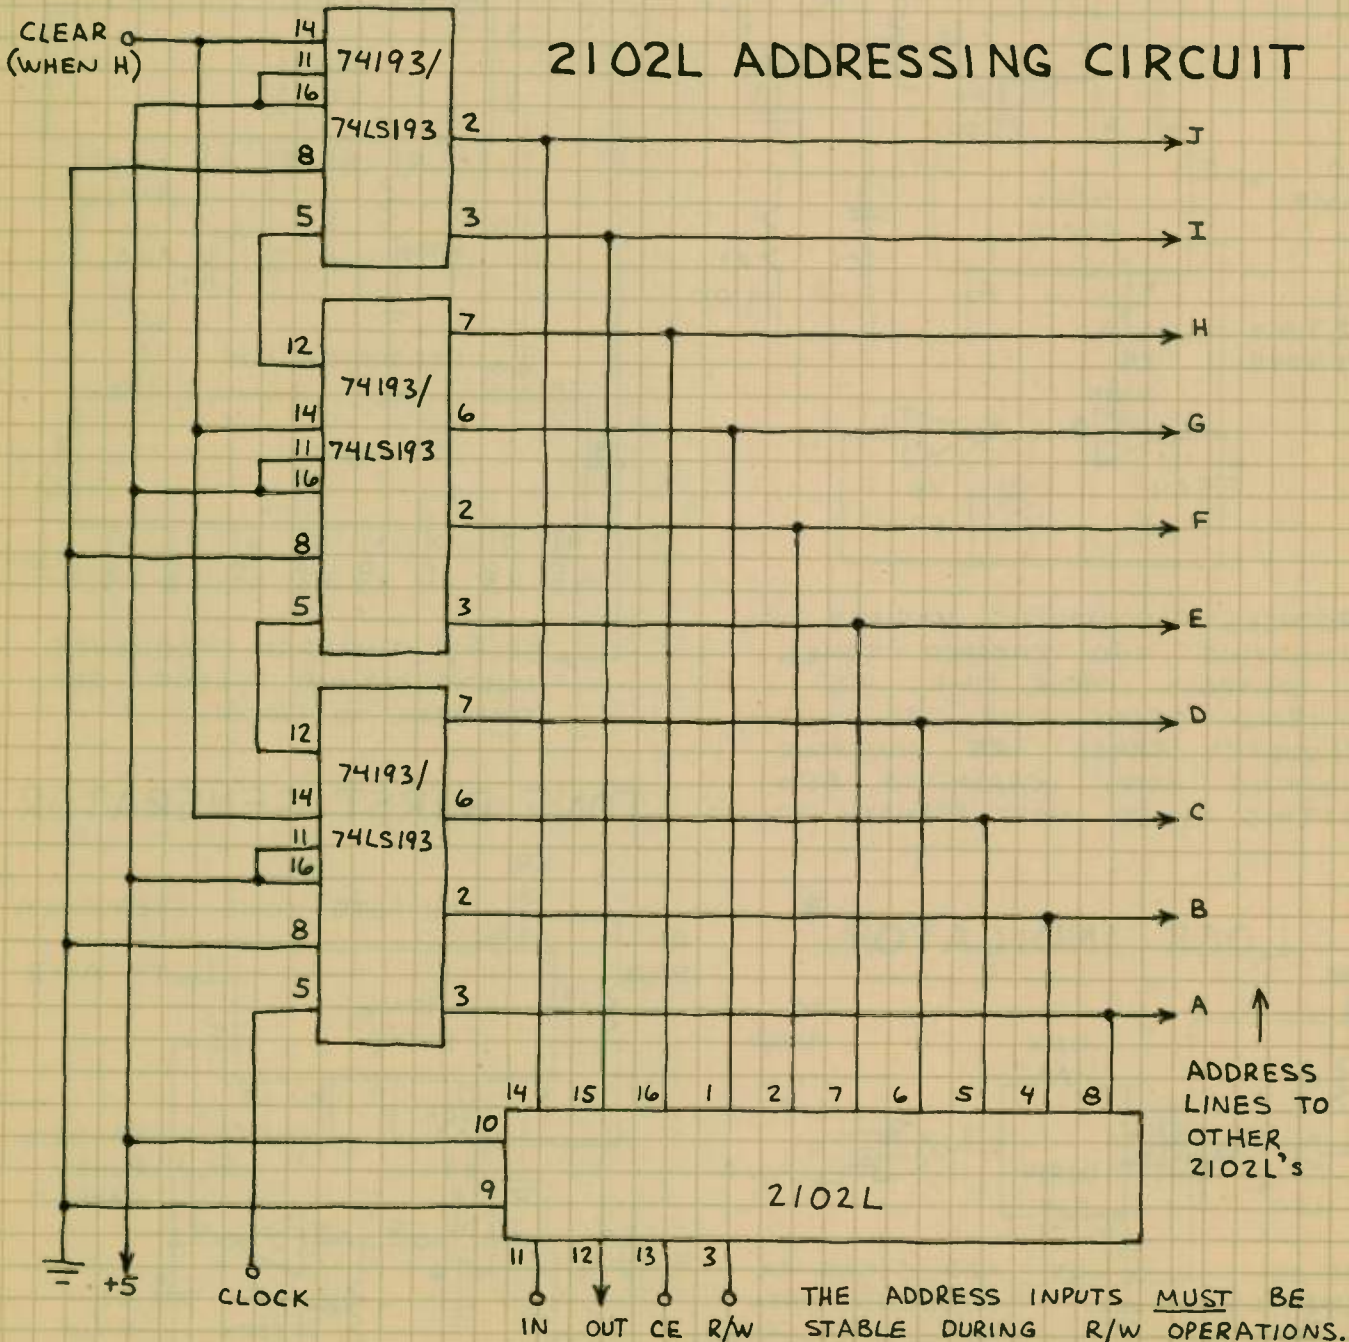 2102L ADDRESSING CIRCUIT
CLEAR
(WHEN H)
14
11
16
8
5
74193/
74LS193
2
3
J
I
12
14
11
16
8
5
74193/
74LS193
7
6
2
3
H
G
F
E
12
14
11
16
8
5
74193/
74LS193
7
6
2
3
D
C
B
A
ADDRESS
LINES TO
OTHER
2102L's
14 15 16 1 2 7 6 5 4 8
10
9
2102L
11 12 13 3
+5
CLOCK
IN OUT CE R/W
THE ADDRESS INPUTS MUST BE
STABLE DURING R/W OPERATIONS.